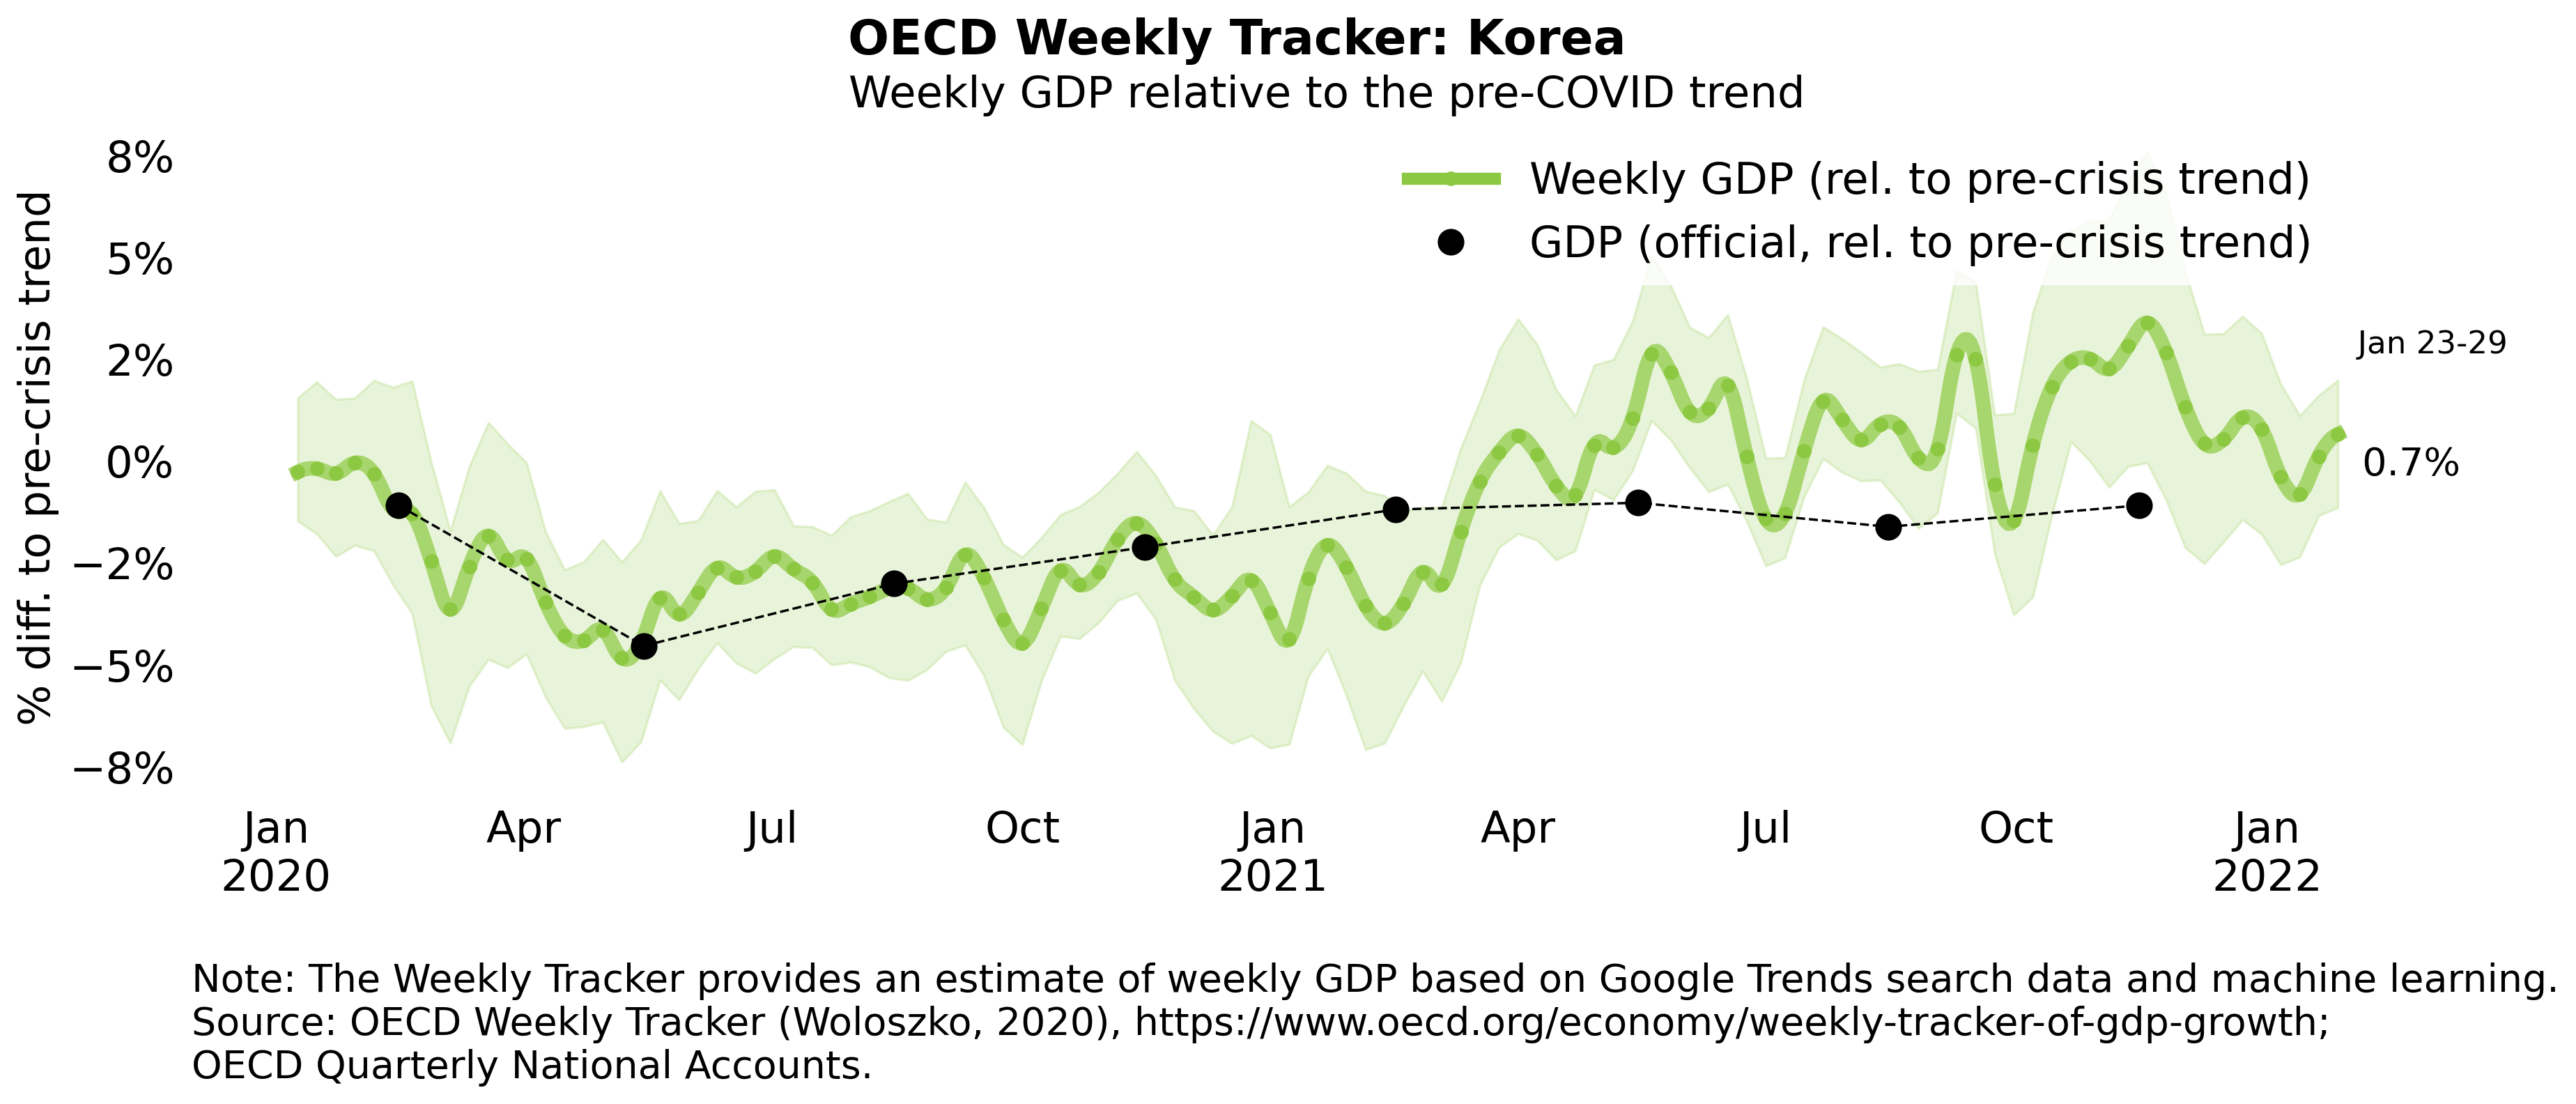 OECD Weekly Tracker: Korea
Weekly GDP relative to the pre-COVID trend
% diff. to pre-crisis trend
8%
5%
2%
0%
−2%
−5%
−8%
Weekly GDP (rel. to pre-crisis trend)
GDP (official, rel. to pre-crisis trend)
Jan 23-29
0.7%
Jan Apr Jul Oct Jan Apr Jul Oct Jan
2020 2021 2022
Note: The Weekly Tracker provides an estimate of weekly GDP based on Google Trends search data and machine learning.
Source: OECD Weekly Tracker (Woloszko, 2020), https://www.oecd.org/economy/weekly-tracker-of-gdp-growth;
OECD Quarterly National Accounts.